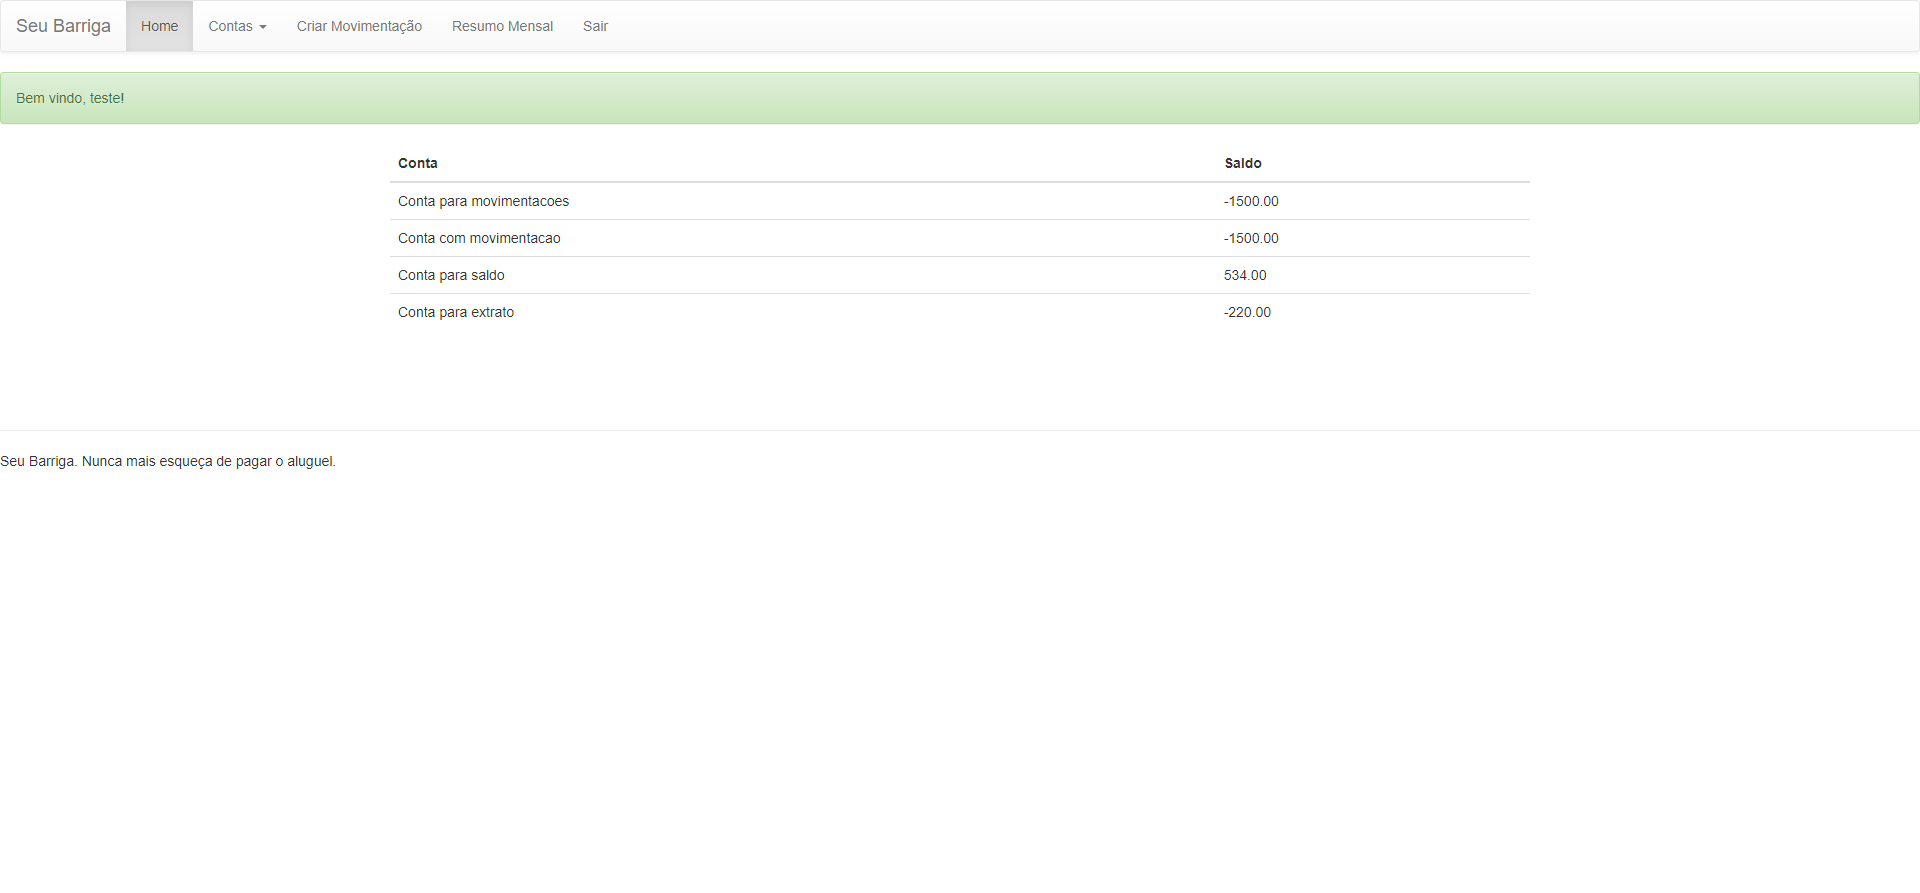 Seu Barriga Home Contas Criar Movimentação Resumo Mensal Sair
Bem vindo, teste!
Conta Saldo
Conta para movimentacoes -1500.00
Conta com movimentacao -1500.00
Conta para saldo 534.00
Conta para extrato -220.00
Seu Barriga. Nunca mais esqueça de pagar o aluguel.